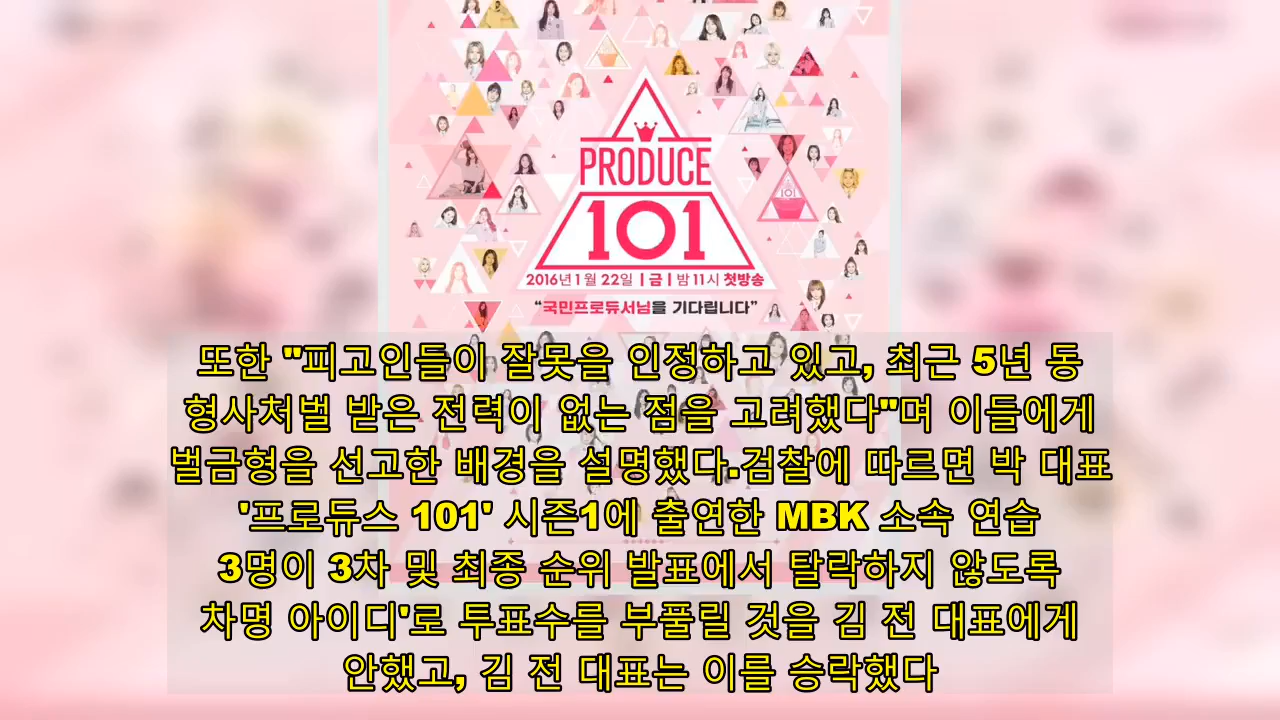 PRODUCE
101
101
2016년 1월 22일 | 금 | 밤 11시 첫방송
“국민프로듀서님을 기다립니다”
또한 "피고인들이 잘못을 인정하고 있고, 최근 5년 동
형사처벌 받은 전력이 없는 점을 고려했다"며 이들에게
벌금형을 선고한 배경을 설명했다.검찰에 따르면 박 대표
'프로듀스 101' 시즌1에 출연한 MBK 소속 연습
3명이 3차 및 최종 순위 발표에서 탈락하지 않도록
차명 아이디'로 투표수를 부풀릴 것을 김 전 대표에게
안했고, 김 전 대표는 이를 승락했다